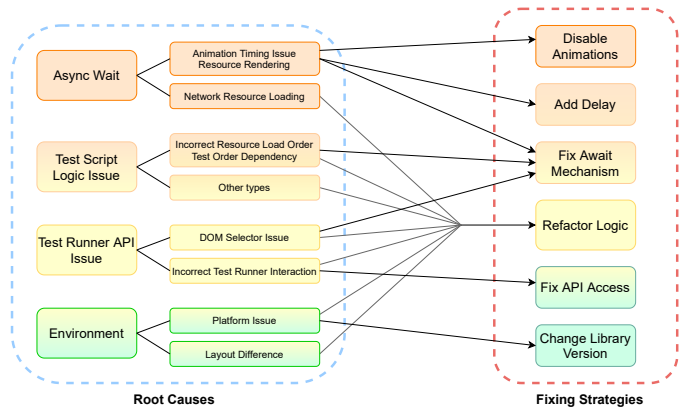 Async Wait
Animation Timing Issue
Resource Rendering
Network Resource Loading
Test Script
Logic Issue
Incorrect Resource Load Order
Test Order Dependency
Other types
Test Runner API
Issue
DOM Selector Issue
Incorrect Test Runner Interaction
Environment
Platform Issue
Layout Difference
Root Causes
Disable
Animations
Add Delay
Fix Await
Mechanism
Refactor Logic
Fix API Access
Change Library
Version
Fixing Strategies